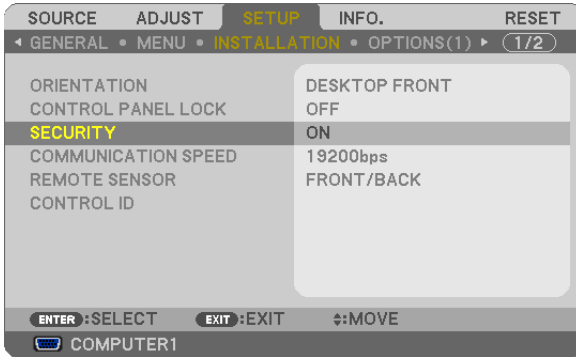 SOURCE ADJUST SETUP INFO. RESET
GENERAL • MENU • INSTALLATION • OPTIONS(1) 1/2
ORIENTATION DESKTOP FRONT
CONTROL PANEL LOCK OFF
SECURITY ON
COMMUNICATION SPEED 19200bps
REMOTE SENSOR FRONT/BACK
CONTROL ID
ENTER :SELECT EXIT :EXIT :MOVE
COMPUTER1